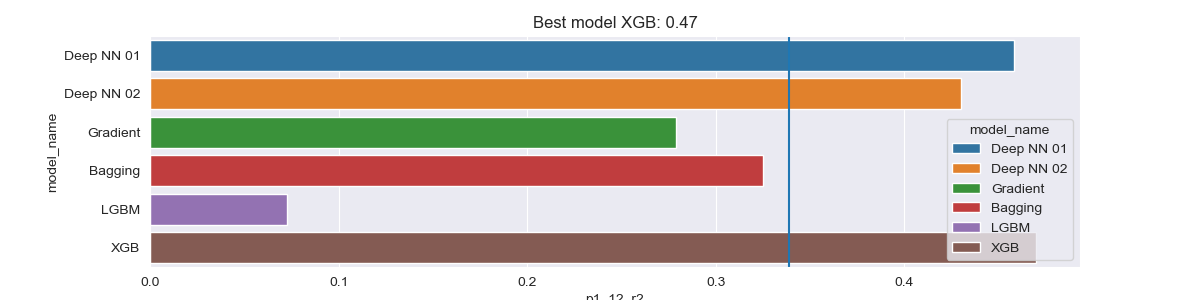 Best model XGB: 0.47
model_name
Deep NN 01
Deep NN 02
Gradient
Bagging
LGBM
XGB
model_name
Deep NN 01
Deep NN 02
Gradient
Bagging
LGBM
XGB
0.0 0.1 0.2 0.3 0.4
p1_12_r2